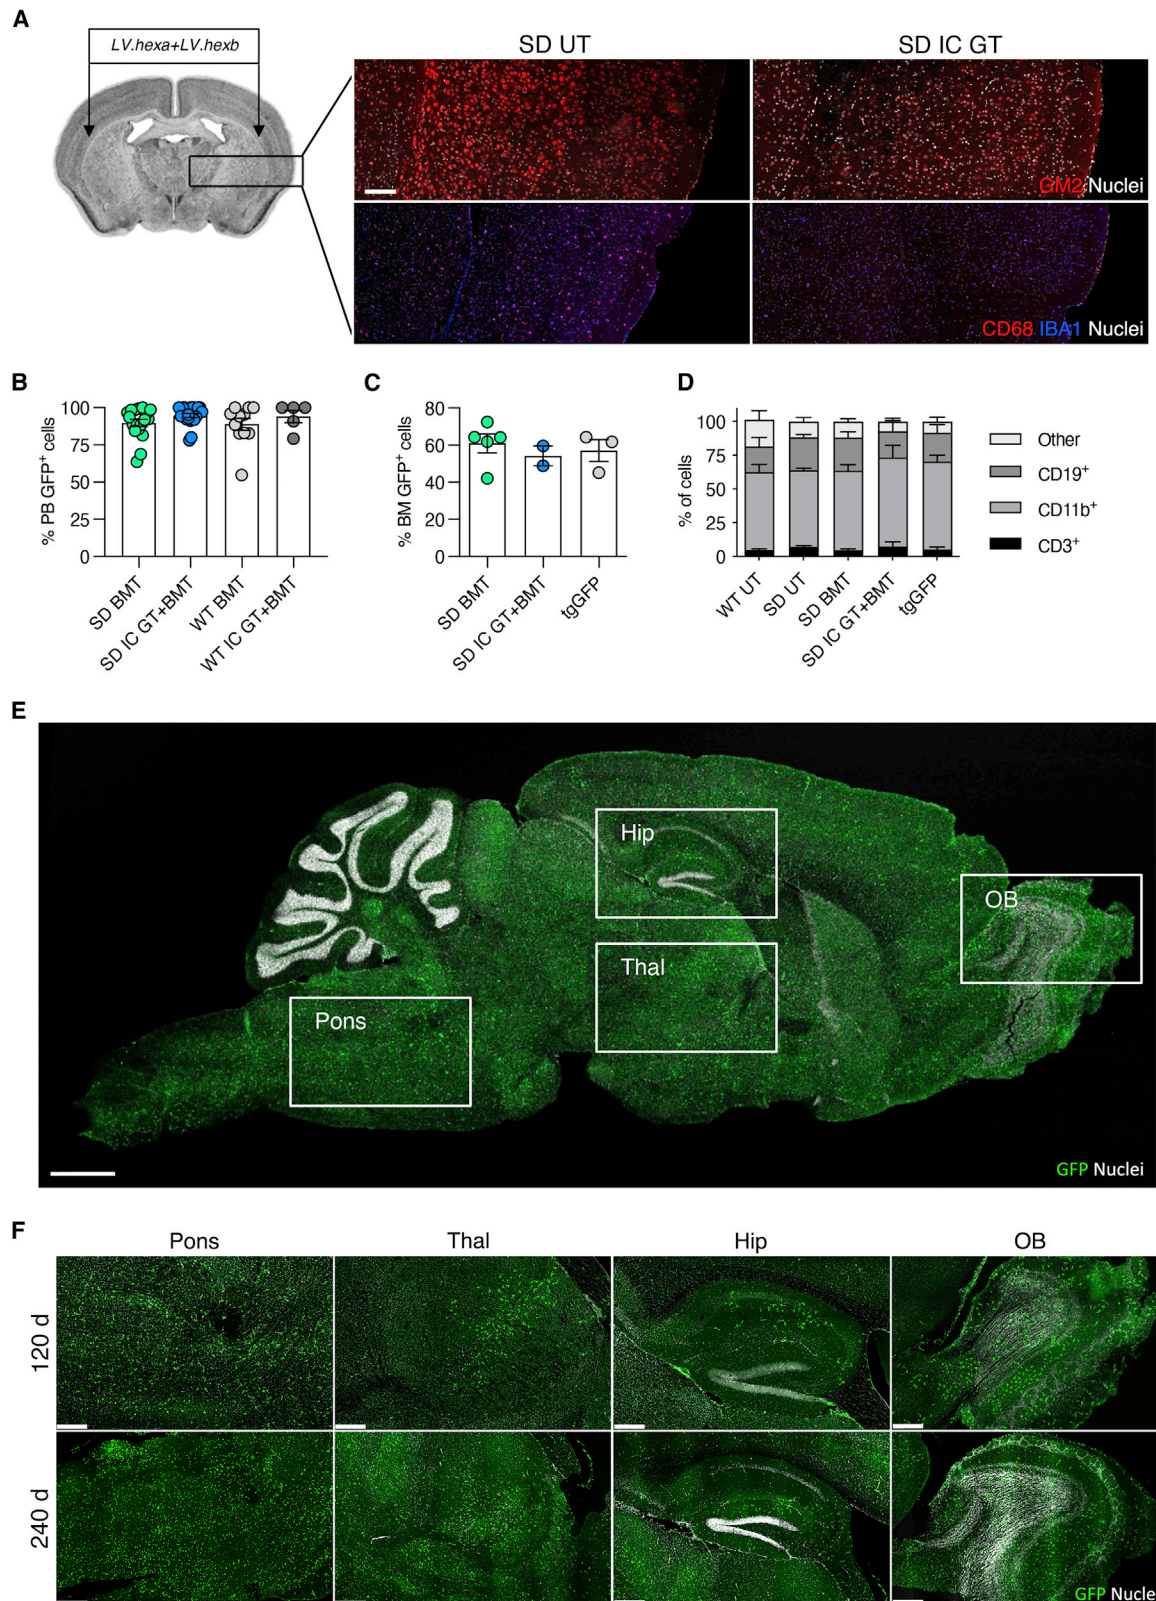 A
LV.hexa+LV.hexb
SD UT
SD IC GT
GM2 Nuclei
CD68 IBA1 Nuclei
B
% PB GFP+ cells
100
75
50
25
0
SD BMT
SD IC GT+BMT
WT BMT
WT IC GT+BMT
C
% BM GFP+ cells
80
60
40
20
0
SD BMT
SD IC GT+BMT
tgGFP
D
% of cells
100
75
50
25
0
WT UT
SD UT
SD BMT
SD IC GT+BMT
tgGFP
Other
CD19+
CD11b+
CD3+
E
Hip
OB
Thal
Pons
GFP Nuclei
F
Pons
Thal
Hip
OB
120 d
240 d
GFP Nucle